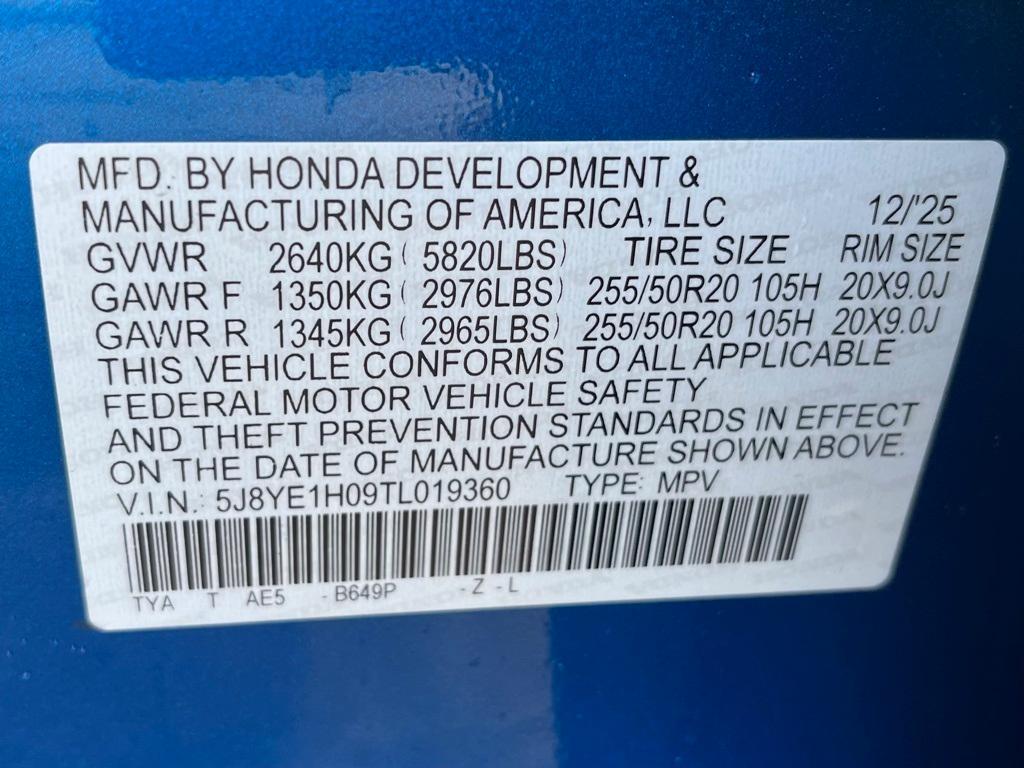 MFD. BY HONDA DEVELOPMENT &
MANUFACTURING OF AMERICA, LLC 12/'25
GVWR 2640KG ( 5820LBS) TIRE SIZE RIM SIZE
GAWR F 1350KG ( 2976LBS) 255/50R20 105H 20X9.0J
GAWR R 1345KG ( 2965LBS) 255/50R20 105H 20X9.0J
THIS VEHICLE CONFORMS TO ALL APPLICABLE
FEDERAL MOTOR VEHICLE SAFETY
AND THEFT PREVENTION STANDARDS IN EFFECT
ON THE DATE OF MANUFACTURE SHOWN ABOVE.
V.I.N.: 5J8YE1H09TL019360 TYPE: MPV
TYA T AE5 - B649P - Z - L